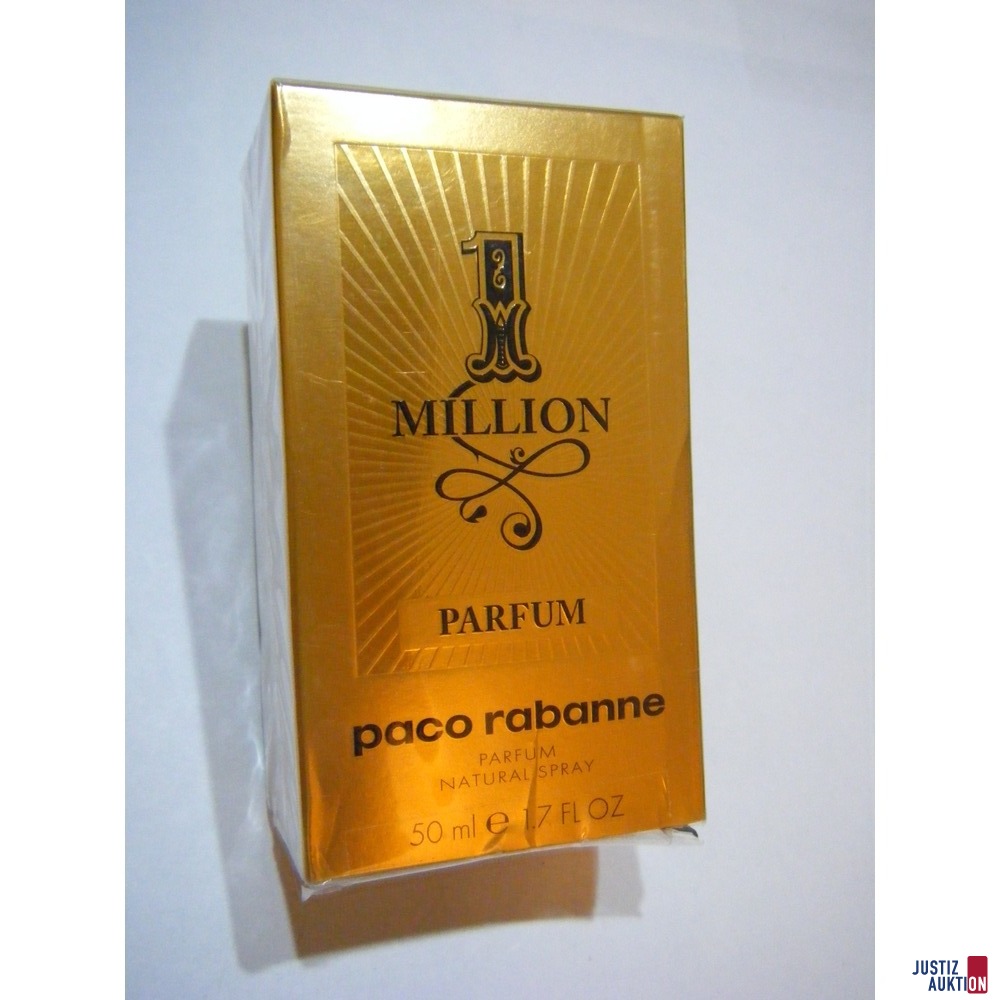 1
MILLION
PARFUM
paco rabanne
PARFUM
NATURAL SPRAY
50 ml ℮ 1.7 FL OZ
JUSTIZ
AUKTION